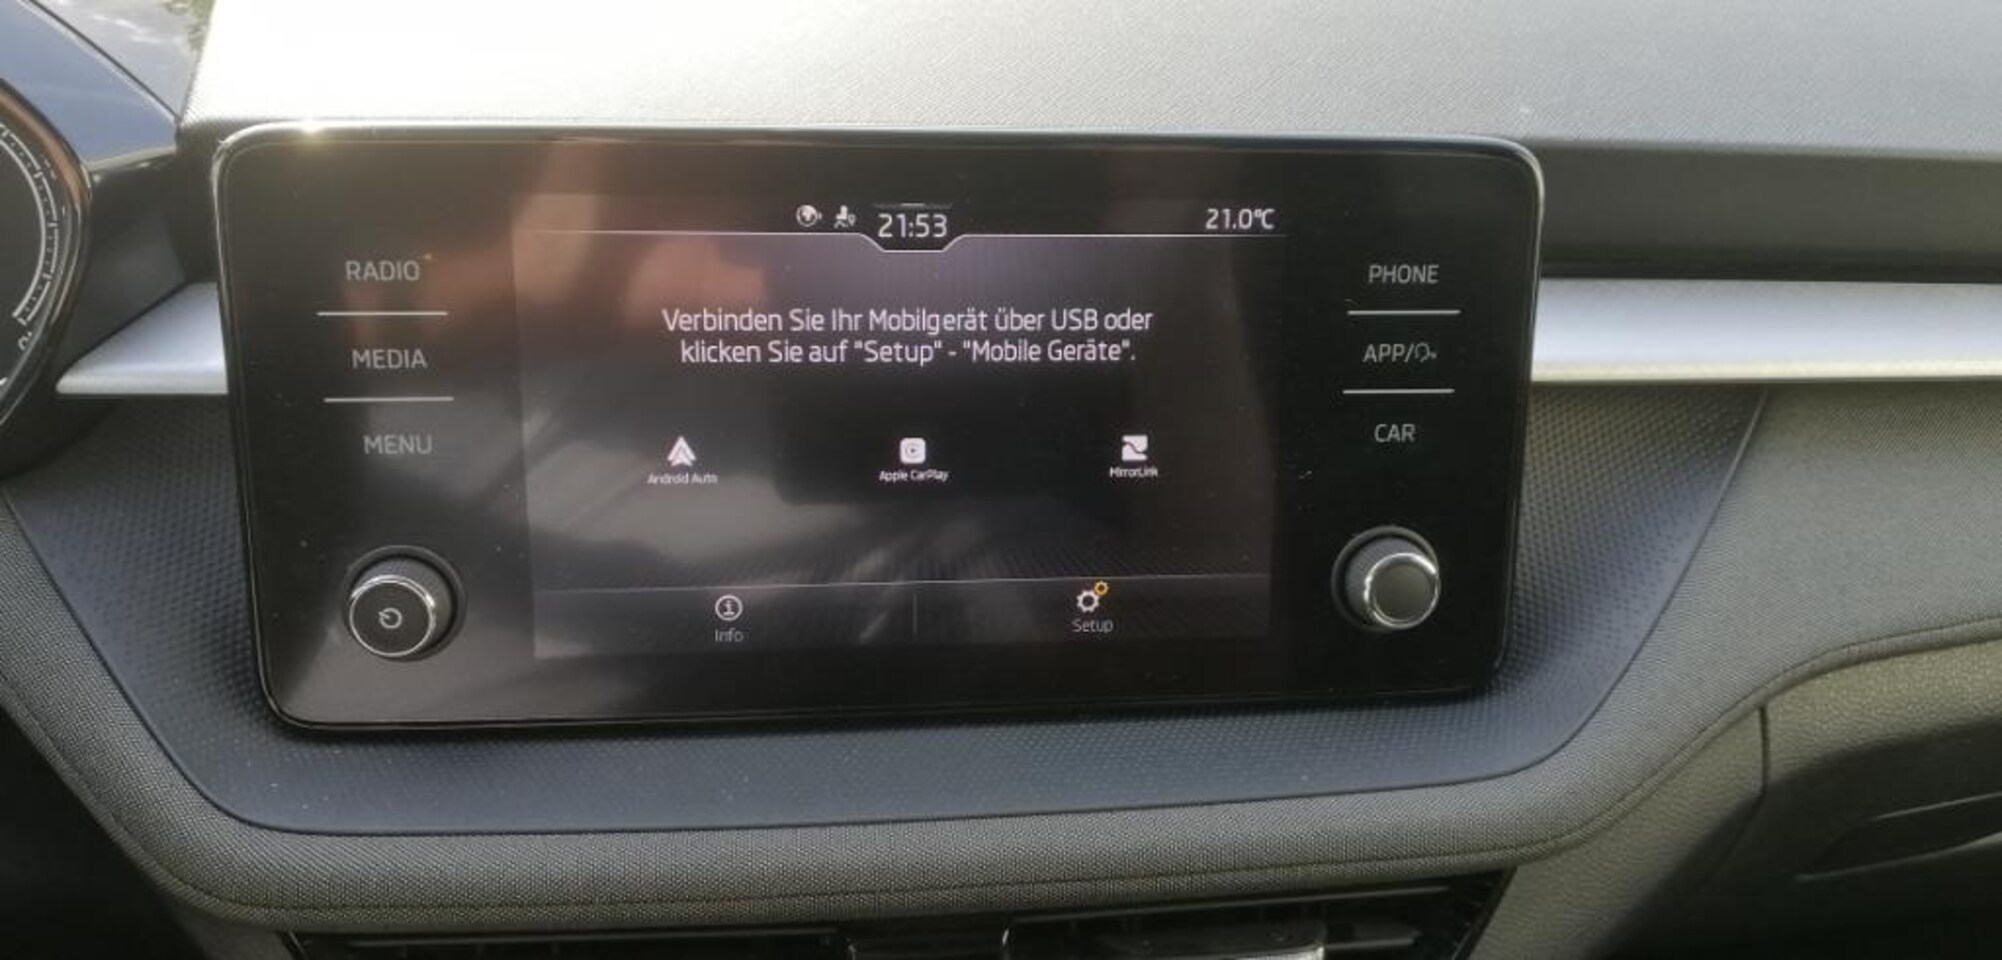 21:53
21.0°C
RADIO
MEDIA
MENU
Verbinden Sie Ihr Mobilgerät über USB oder
klicken Sie auf "Setup" - "Mobile Geräte".
Android Auto
Apple CarPlay
MirrorLink
Info
Setup
PHONE
APP/
CAR